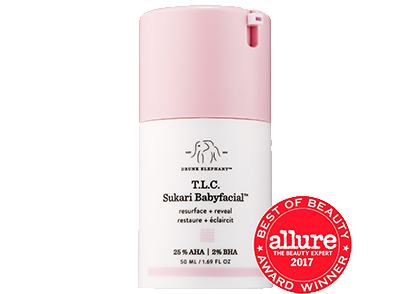 DRUNK ELEPHANT™
T.L.C.
Sukari Babyfacial™
resurface + reveal
restaure + éclaircit
25% AHA | 2% BHA
50 ML / 1.69 FL OZ
BEST OF BEAUTY
allure
THE BEAUTY EXPERT
2017
AWARD WINNER